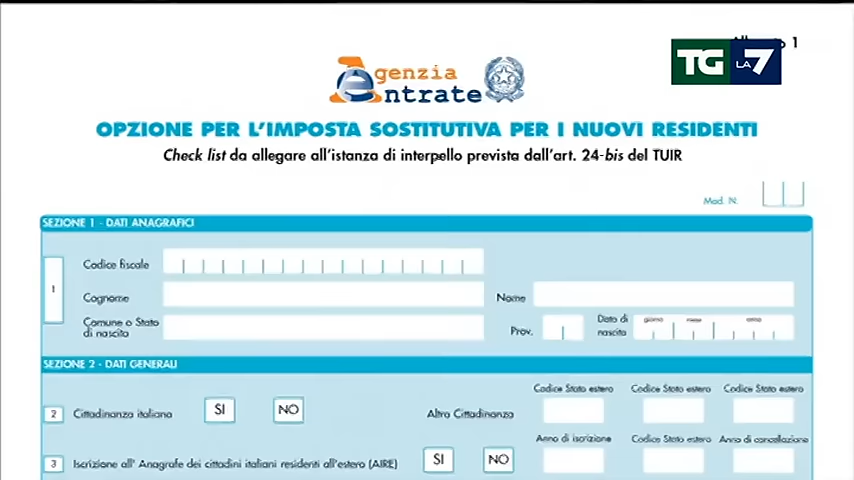 1
TG LA 7
Agenzia
Entrate
OPZIONE PER L'IMPOSTA SOSTITUTIVA PER I NUOVI RESIDENTI
Check list da allegare all'istanza di interpello prevista dall'art. 24-bis del TUIR
Mod. N.
SEZIONE 1 - DATI ANAGRAFICI
1
Codice fiscale
Cognome
Nome
Comune o Stato
di nascita
Prov.
Data di
nascita
giorno mese anno
SEZIONE 2 - DATI GENERALI
Codice Stato estero Codice Stato estero Codice Stato estero
2 Cittadinanza italiana SI NO Altra Cittadinanza
Anno di iscrizione Codice Stato estero Anno di cancellazione
3 Iscrizione all' Anagrafe dei cittadini italiani residenti all'estero (AIRE) SI NO